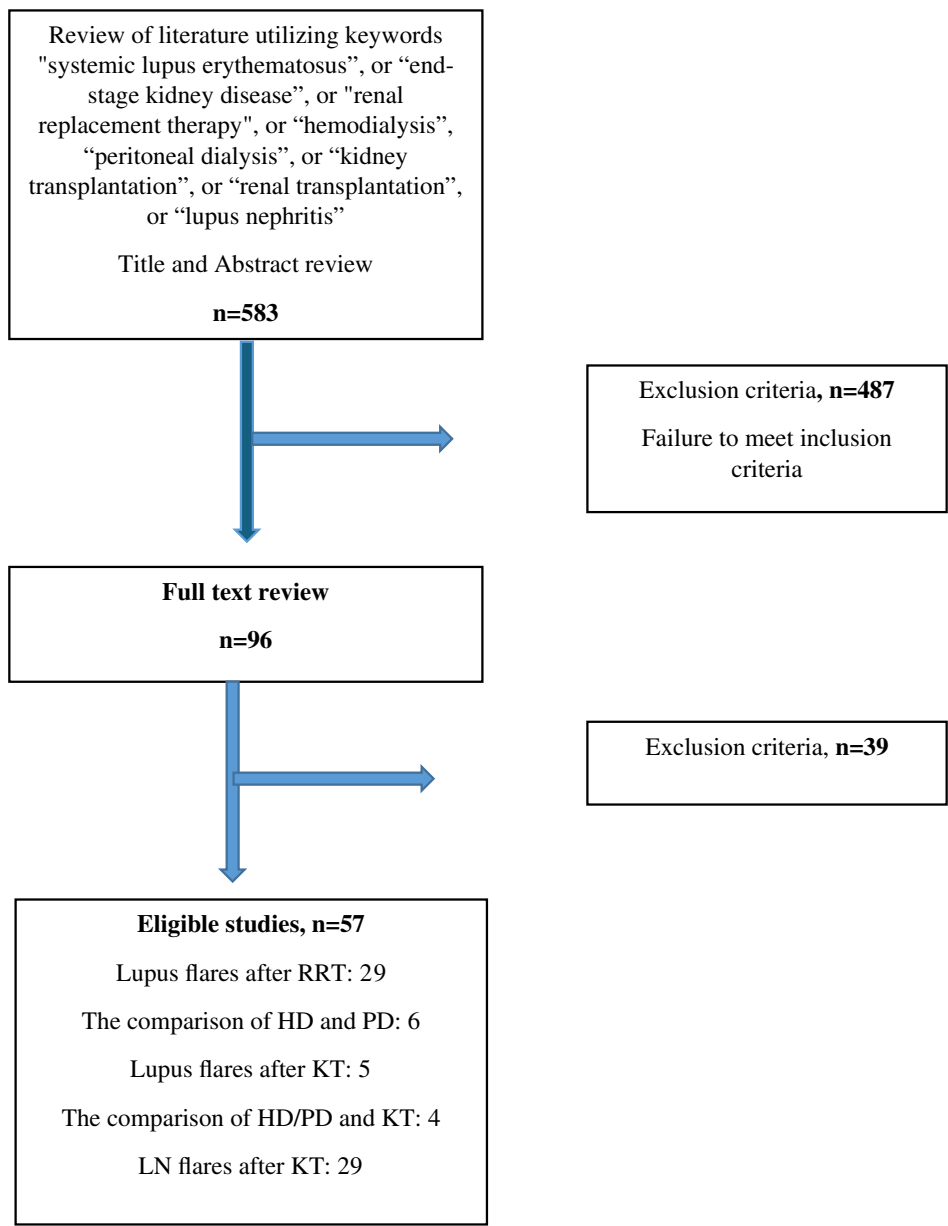 Review of literature utilizing keywords
"systemic lupus erythematosus”, or “end-
stage kidney disease”, or "renal
replacement therapy", or “hemodialysis”,
“peritoneal dialysis”, or “kidney
transplantation”, or “renal transplantation”,
or “lupus nephritis”
Title and Abstract review
n=583
Exclusion criteria, n=487
Failure to meet inclusion
criteria
Full text review
n=96
Exclusion criteria, n=39
Eligible studies, n=57
Lupus flares after RRT: 29
The comparison of HD and PD: 6
Lupus flares after KT: 5
The comparison of HD/PD and KT: 4
LN flares after KT: 29